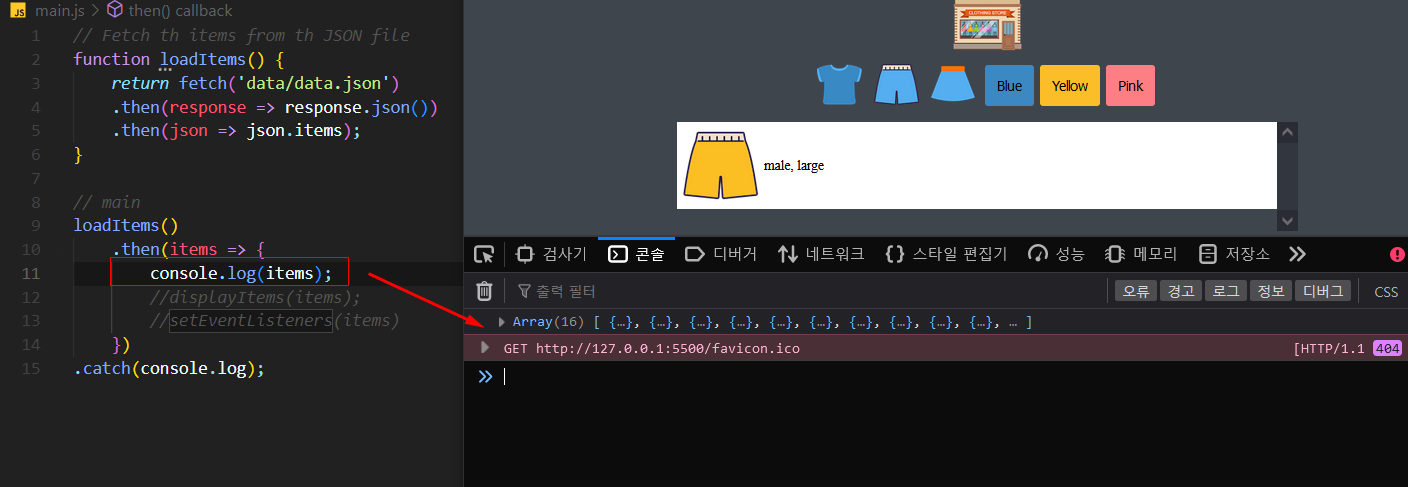 main.js > then() callback
1 // Fetch th items from th JSON file
2 function loadItems() {
3 return fetch('data/data.json')
4 .then(response => response.json())
5 .then(json => json.items);
6 }
7
8 // main
9 loadItems()
10 .then(items => {
11 console.log(items);
12 //displayItems(items);
13 //setEventListeners(items)
14 })
15 .catch(console.log);
CLOTHING STORE
Blue Yellow Pink
male, large
검사기 콘솔 디버거 네트워크 스타일 편집기 성능 메모리 저장소
출력 필터 오류 경고 로그 정보 디버그 CSS
Array(16) [ {…}, {…}, {…}, {…}, {…}, {…}, {…}, {…}, {…}, {…}, … ]
GET http://127.0.0.1:5500/favicon.ico [HTTP/1.1 404